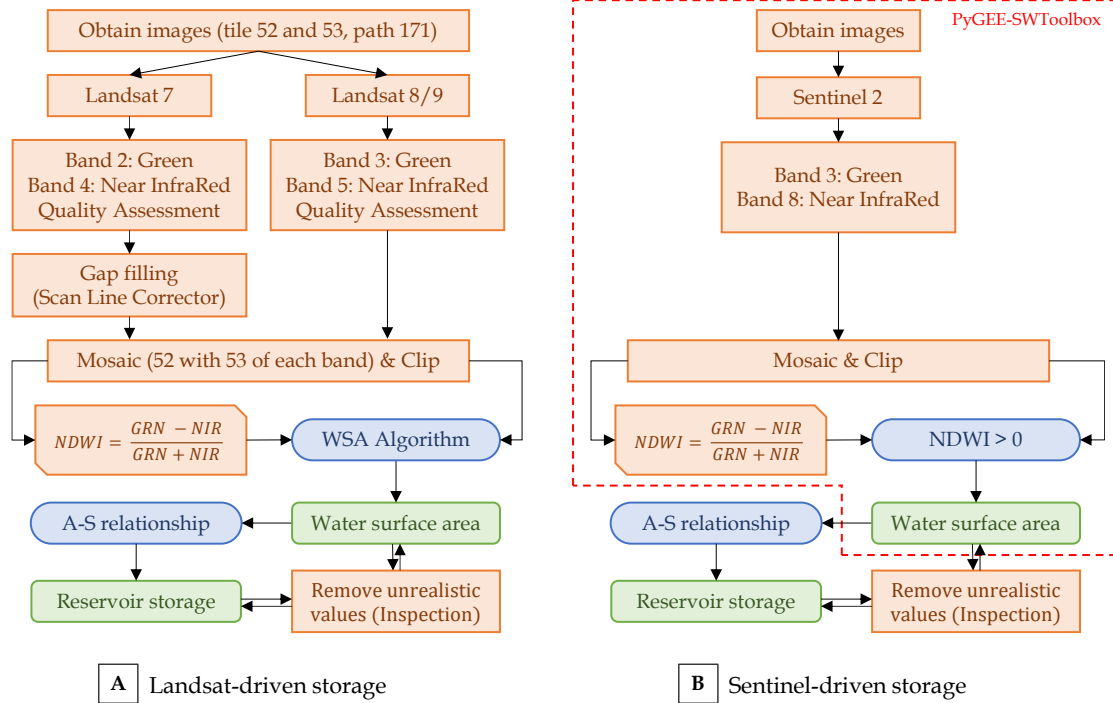 Obtain images (tile 52 and 53, path 171)
Landsat 7
Landsat 8/9
Band 2: Green
Band 4: Near InfraRed
Quality Assessment
Band 3: Green
Band 5: Near InfraRed
Quality Assessment
Gap filling
(Scan Line Corrector)
Mosaic (52 with 53 of each band) & Clip
NDWI = (GRN − NIR) / (GRN + NIR)
WSA Algorithm
A-S relationship
Water surface area
Reservoir storage
Remove unrealistic
values (Inspection)
A Landsat-driven storage
PyGEE-SWToolbox
Obtain images
Sentinel 2
Band 3: Green
Band 8: Near InfraRed
Mosaic & Clip
NDWI = (GRN − NIR) / (GRN + NIR)
NDWI > 0
A-S relationship
Water surface area
Reservoir storage
Remove unrealistic
values (Inspection)
B Sentinel-driven storage